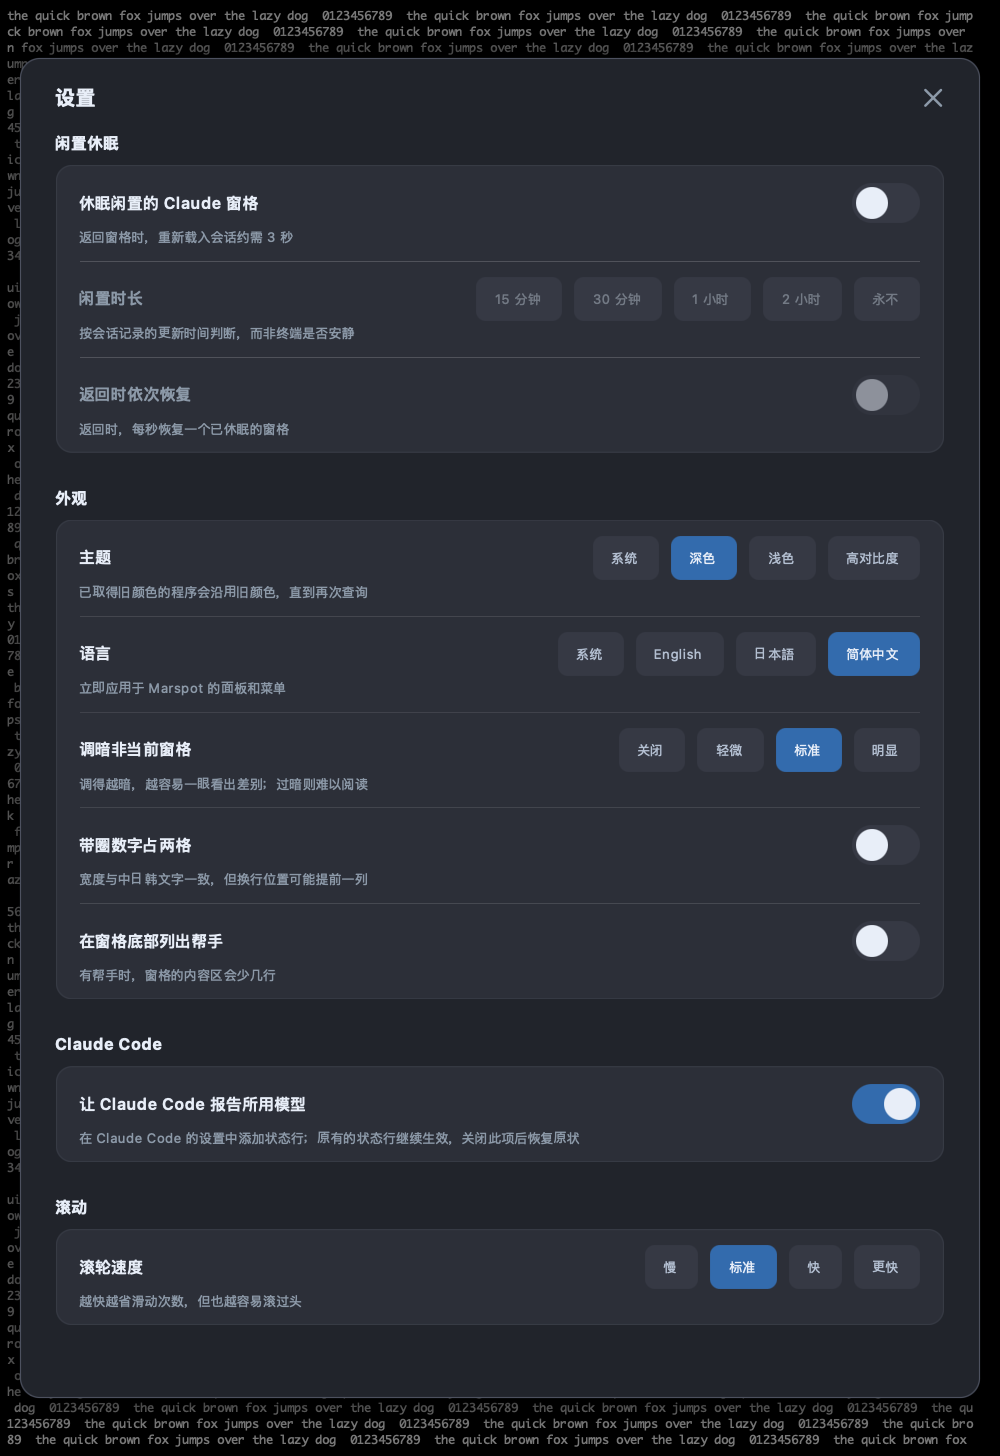 the quick brown fox jumps over the lazy dog  0123456789  the quick brown fox jumps over the lazy dog  0123456789  the quick brown fox jump
ck brown fox jumps over the lazy dog  0123456789  the quick brown fox jumps over the lazy dog  0123456789  the quick brown fox jumps over
n fox jumps over the lazy dog  0123456789  the quick brown fox jumps over the lazy dog  0123456789  the quick brown fox jumps over the laz
设置
闲置休眠
休眠闲置的 Claude 窗格
返回窗格时，重新载入会话约需 3 秒
闲置时长 15 分钟 30 分钟 1 小时 2 小时 永不
按会话记录的更新时间判断，而非终端是否安静
返回时依次恢复
返回时，每秒恢复一个已休眠的窗格
外观
主题 系统 深色 浅色 高对比度
已取得旧颜色的程序会沿用旧颜色，直到再次查询
语言 系统 English 日本語 简体中文
立即应用于 Marspot 的面板和菜单
调暗非当前窗格 关闭 轻微 标准 明显
调得越暗，越容易一眼看出差别；过暗则难以阅读
带圈数字占两格
宽度与中日韩文字一致，但换行位置可能提前一列
在窗格底部列出帮手
有帮手时，窗格的内容区会少几行
Claude Code
让 Claude Code 报告所用模型
在 Claude Code 的设置中添加状态行；原有的状态行继续生效，关闭此项后恢复原状
滚动
滚轮速度 慢 标准 快 更快
越快越省滑动次数，但也越容易滚过头
dog  0123456789  the quick brown fox jumps over the lazy dog  0123456789  the quick brown fox jumps over the lazy dog  0123456789  the qu
123456789  the quick brown fox jumps over the lazy dog  0123456789  the quick brown fox jumps over the lazy dog  0123456789  the quick bro
89  the quick brown fox jumps over the lazy dog  0123456789  the quick brown fox jumps over the lazy dog  0123456789  the quick brown fox